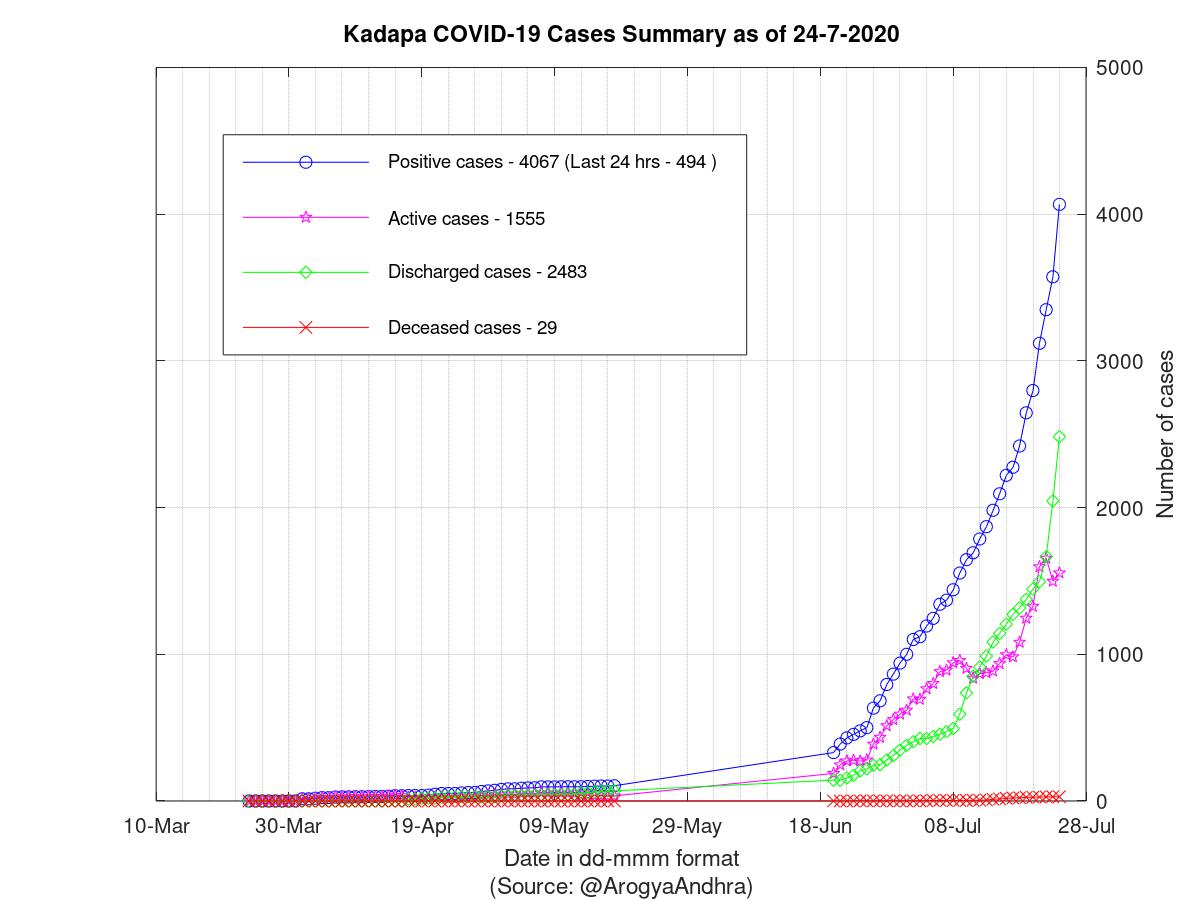 Kadapa COVID-19 Cases Summary as of 24-7-2020
Positive cases - 4067 (Last 24 hrs - 494 )
Active cases - 1555
Discharged cases - 2483
Deceased cases - 29
5000
4000
3000
2000
1000
0
Number of cases
10-Mar 30-Mar 19-Apr 09-May 29-May 18-Jun 08-Jul 28-Jul
Date in dd-mmm format
(Source: @ArogyaAndhra)